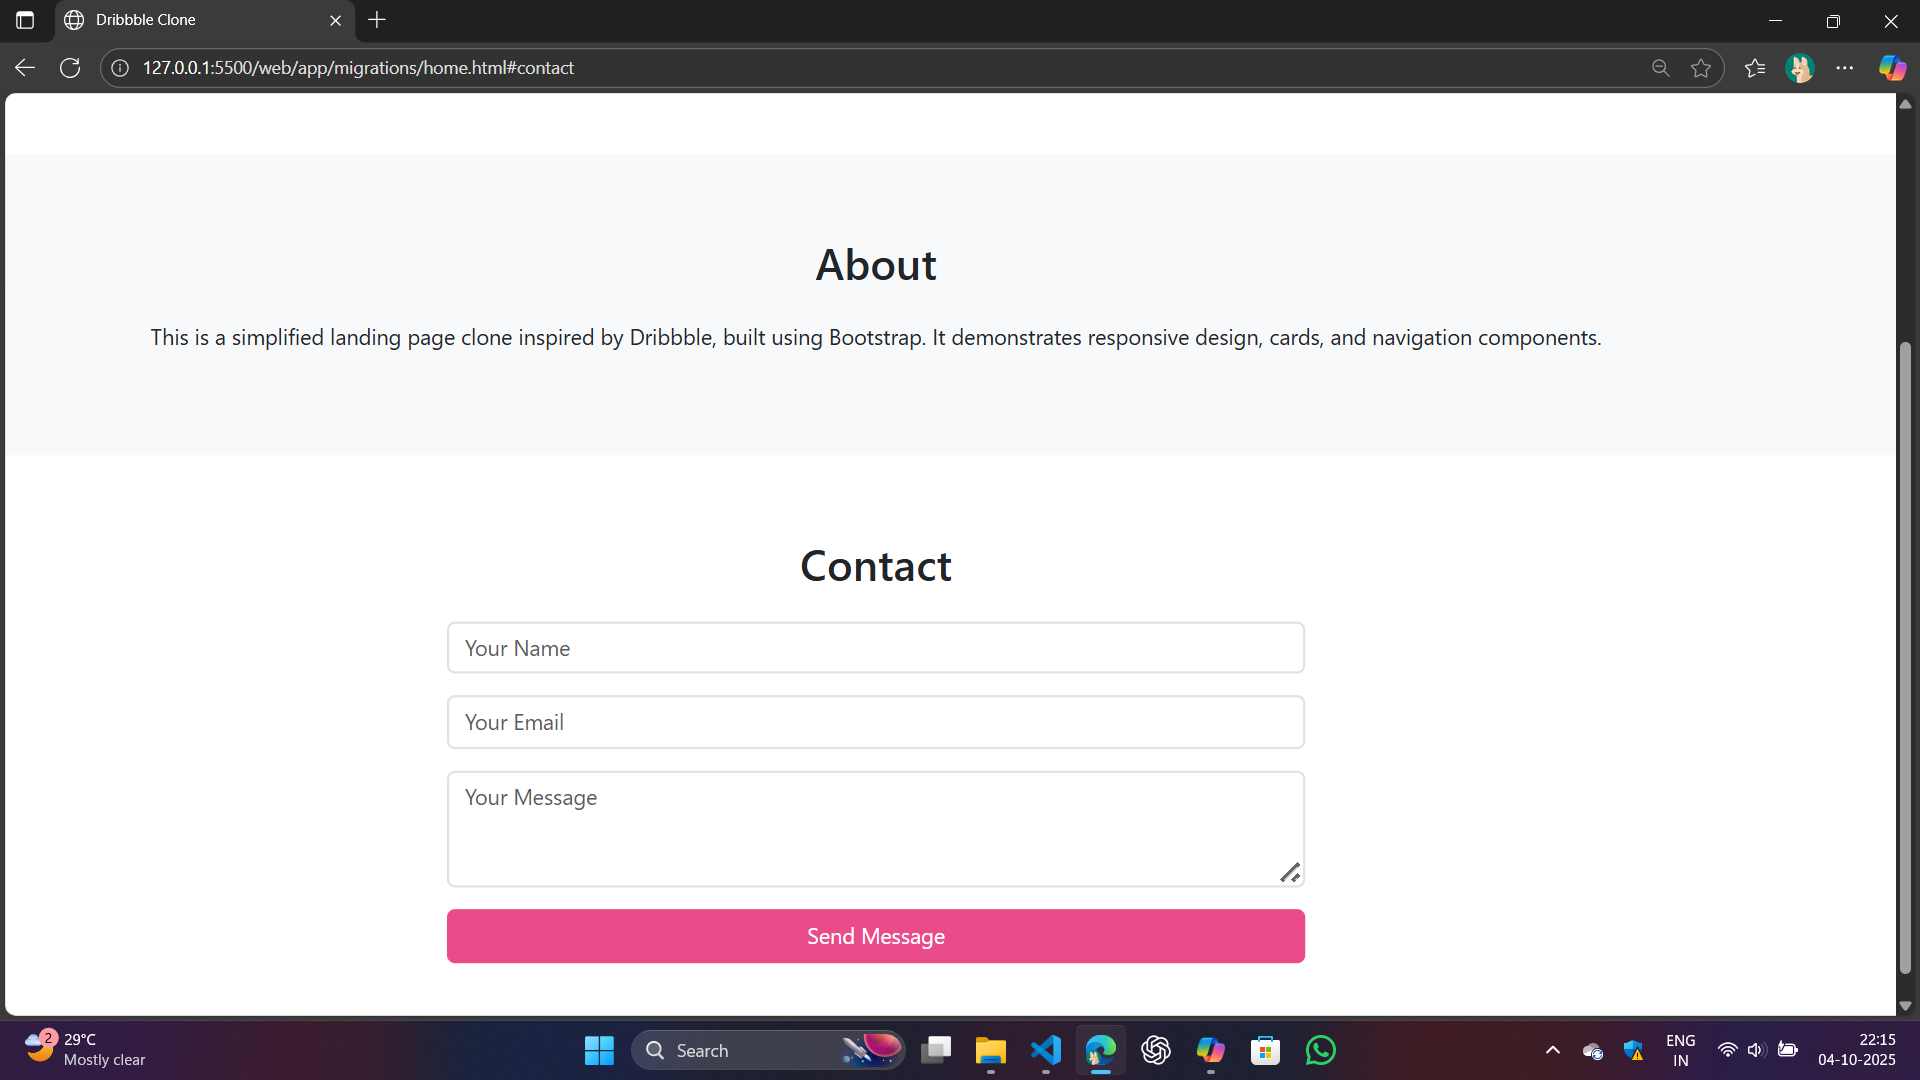 Dribbble Clone
127.0.0.1:5500/web/app/migrations/home.html#contact
About
This is a simplified landing page clone inspired by Dribbble, built using Bootstrap. It demonstrates responsive design, cards, and navigation components.
Contact
Your Name
Your Email
Your Message
Send Message
2
29°C
Mostly clear
Search
ENG
IN
22:15
04-10-2025